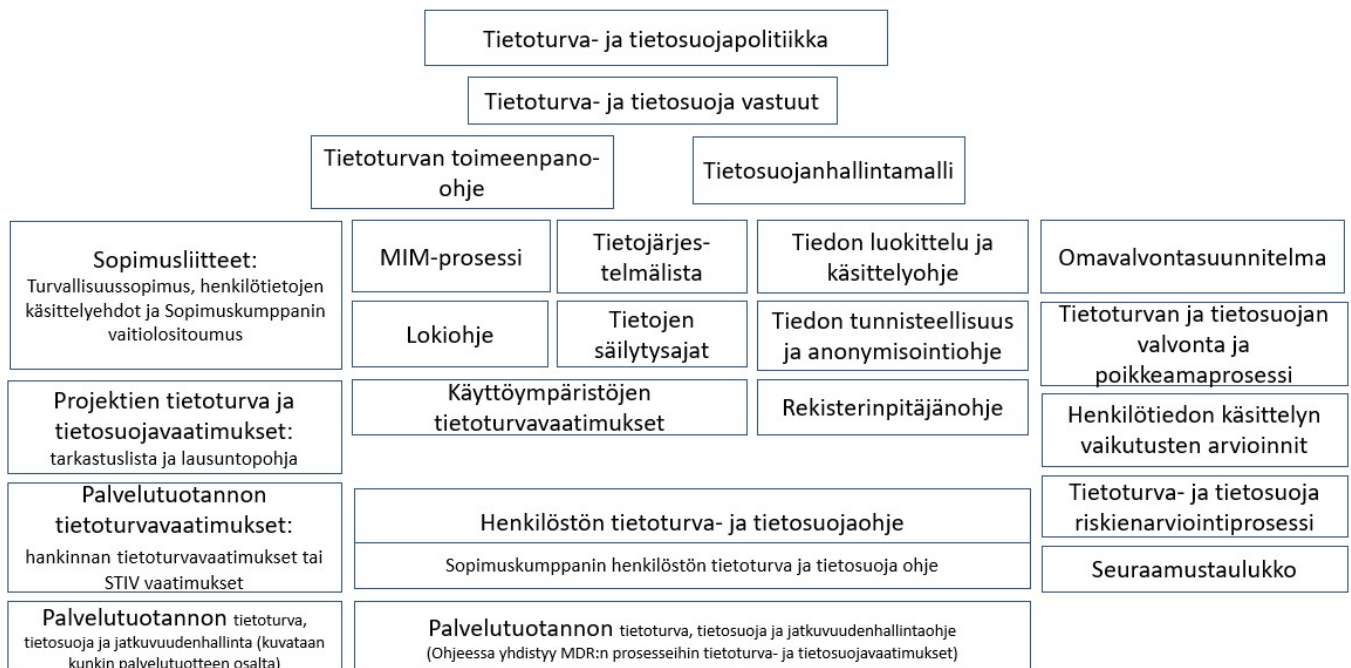 Tietoturva- ja tietosuojapolitiikka
Tietoturva- ja tietosuoja vastuut
Tietoturvan toimeenpano-
ohje
Tietosuojanhallintamalli
Sopimusliitteet:
Turvallisuussopimus, henkilötietojen
käsittelyehdot ja Sopimuskumppanin
vaitiolositoumus
Projektien tietoturva ja
tietosuojavaatimukset:
tarkastuslista ja lausuntopohja
Palvelutuotannon
tietoturvavaatimukset:
hankinnan tietoturvavaatimukset tai
STIV vaatimukset
Palvelutuotannon tietoturva,
tietosuoja ja jatkuvuudenhallinta (kuvataan
kunkin palvelutuotteen osalta)
MIM-prosessi
Lokiohje
Tietojärjes-
telmälista
Tietojen
säilytysajat
Käyttöympäristöjen
tietoturvavaatimukset
Tiedon luokittelu ja
käsittelyohje
Tiedon tunnisteellisuus
ja anonymisointiohje
Rekisterinpitäjänohje
Henkilöstön tietoturva- ja tietosuojaohje
Sopimuskumppanin henkilöstön tietoturva ja tietosuoja ohje
Palvelutuotannon tietoturva, tietosuoja ja jatkuvuudenhallintaohje
(Ohjeessa yhdistyy MDR:n prosesseihin tietoturva- ja tietosuojavaatimukset)
Omavalvontasuunnitelma
Tietoturvan ja tietosuojan
valvonta ja
poikkeamaprosessi
Henkilötiedon käsittelyn
vaikutusten arvioinnit
Tietoturva- ja tietosuoja
riskienarviointiprosessi
Seuraamustaulukko